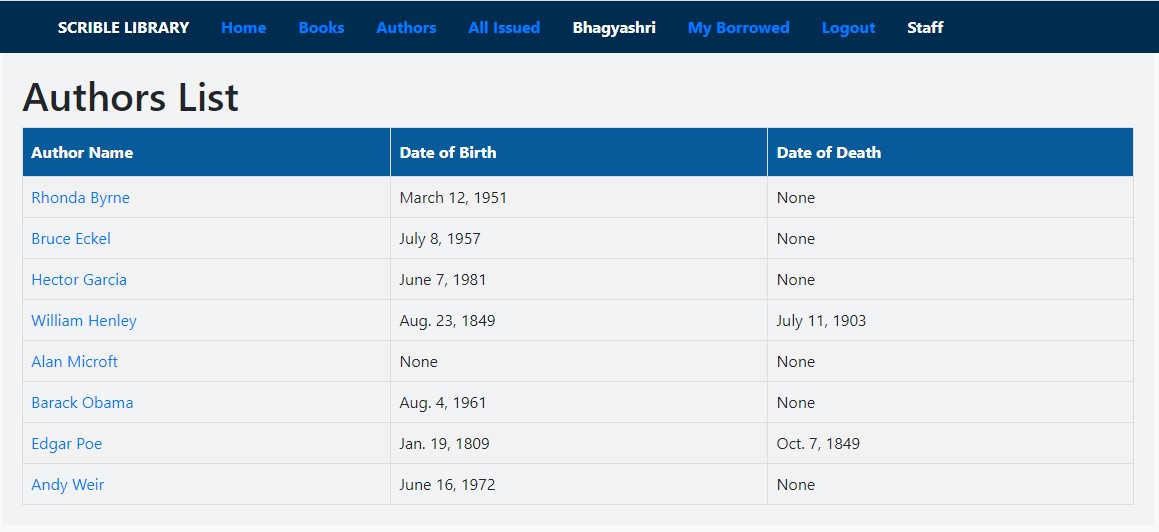 SCRIBLE LIBRARY Home Books Authors All Issued Bhagyashri My Borrowed Logout Staff
Authors List
Author Name Date of Birth Date of Death
Rhonda Byrne March 12, 1951 None
Bruce Eckel July 8, 1957 None
Hector Garcia June 7, 1981 None
William Henley Aug. 23, 1849 July 11, 1903
Alan Microft None None
Barack Obama Aug. 4, 1961 None
Edgar Poe Jan. 19, 1809 Oct. 7, 1849
Andy Weir June 16, 1972 None